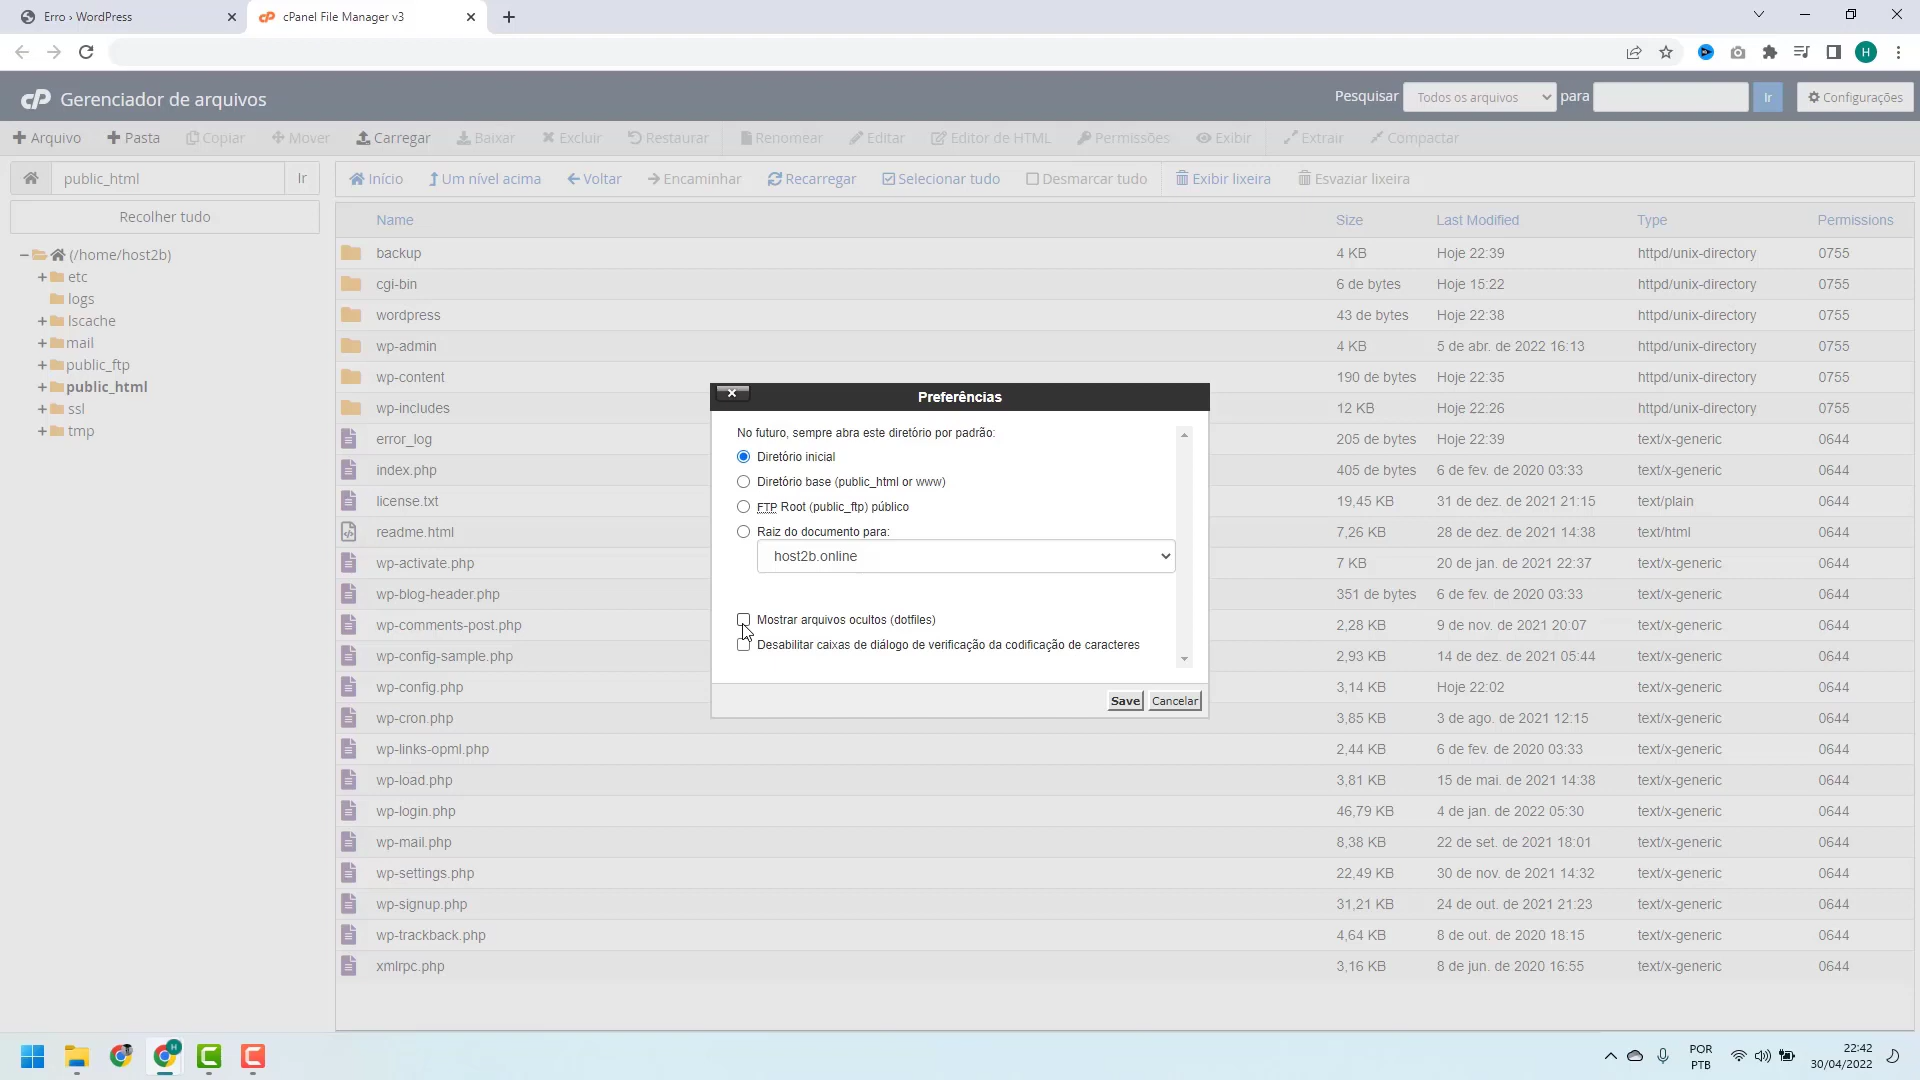 Erro › WordPress
cPanel File Manager v3
H
cP Gerenciador de arquivos
Pesquisar Todos os arquivos para Ir Configurações
Arquivo Pasta Copiar Mover Carregar Baixar Excluir Restaurar Renomear Editar Editor de HTML Permissões Exibir Extrair Compactar
public_html Ir
Início Um nível acima Voltar Encaminhar Recarregar Selecionar tudo Desmarcar tudo Exibir lixeira Esvaziar lixeira
Recolher tudo
(/home/host2b)
etc
logs
lscache
mail
public_ftp
public_html
ssl
tmp
Name Size Last Modified Type Permissions
backup 4 KB Hoje 22:39 httpd/unix-directory 0755
cgi-bin 6 de bytes Hoje 15:22 httpd/unix-directory 0755
wordpress 43 de bytes Hoje 22:38 httpd/unix-directory 0755
wp-admin 4 KB 5 de abr. de 2022 16:13 httpd/unix-directory 0755
wp-content 190 de bytes Hoje 22:35 httpd/unix-directory 0755
wp-includes 12 KB Hoje 22:26 httpd/unix-directory 0755
error_log 205 de bytes Hoje 22:39 text/x-generic 0644
index.php 405 de bytes 6 de fev. de 2020 03:33 text/x-generic 0644
license.txt 19,45 KB 31 de dez. de 2021 21:15 text/plain 0644
readme.html 7,26 KB 28 de dez. de 2021 14:38 text/html 0644
wp-activate.php 7 KB 20 de jan. de 2021 22:37 text/x-generic 0644
wp-blog-header.php 351 de bytes 6 de fev. de 2020 03:33 text/x-generic 0644
wp-comments-post.php 2,28 KB 9 de nov. de 2021 20:07 text/x-generic 0644
wp-config-sample.php 2,93 KB 14 de dez. de 2021 05:44 text/x-generic 0644
wp-config.php 3,14 KB Hoje 22:02 text/x-generic 0644
wp-cron.php 3,85 KB 3 de ago. de 2021 12:15 text/x-generic 0644
wp-links-opml.php 2,44 KB 6 de fev. de 2020 03:33 text/x-generic 0644
wp-load.php 3,81 KB 15 de mai. de 2021 14:38 text/x-generic 0644
wp-login.php 46,79 KB 4 de jan. de 2022 05:30 text/x-generic 0644
wp-mail.php 8,38 KB 22 de set. de 2021 18:01 text/x-generic 0644
wp-settings.php 22,49 KB 30 de nov. de 2021 14:32 text/x-generic 0644
wp-signup.php 31,21 KB 24 de out. de 2021 21:23 text/x-generic 0644
wp-trackback.php 4,64 KB 8 de out. de 2020 18:15 text/x-generic 0644
xmlrpc.php 3,16 KB 8 de jun. de 2020 16:55 text/x-generic 0644
Preferências
No futuro, sempre abra este diretório por padrão:
Diretório inicial
Diretório base (public_html or www)
FTP Root (public_ftp) público
Raiz do documento para:
host2b.online
Mostrar arquivos ocultos (dotfiles)
Desabilitar caixas de diálogo de verificação da codificação de caracteres
Save Cancelar
H
POR
PTB
22:42
30/04/2022